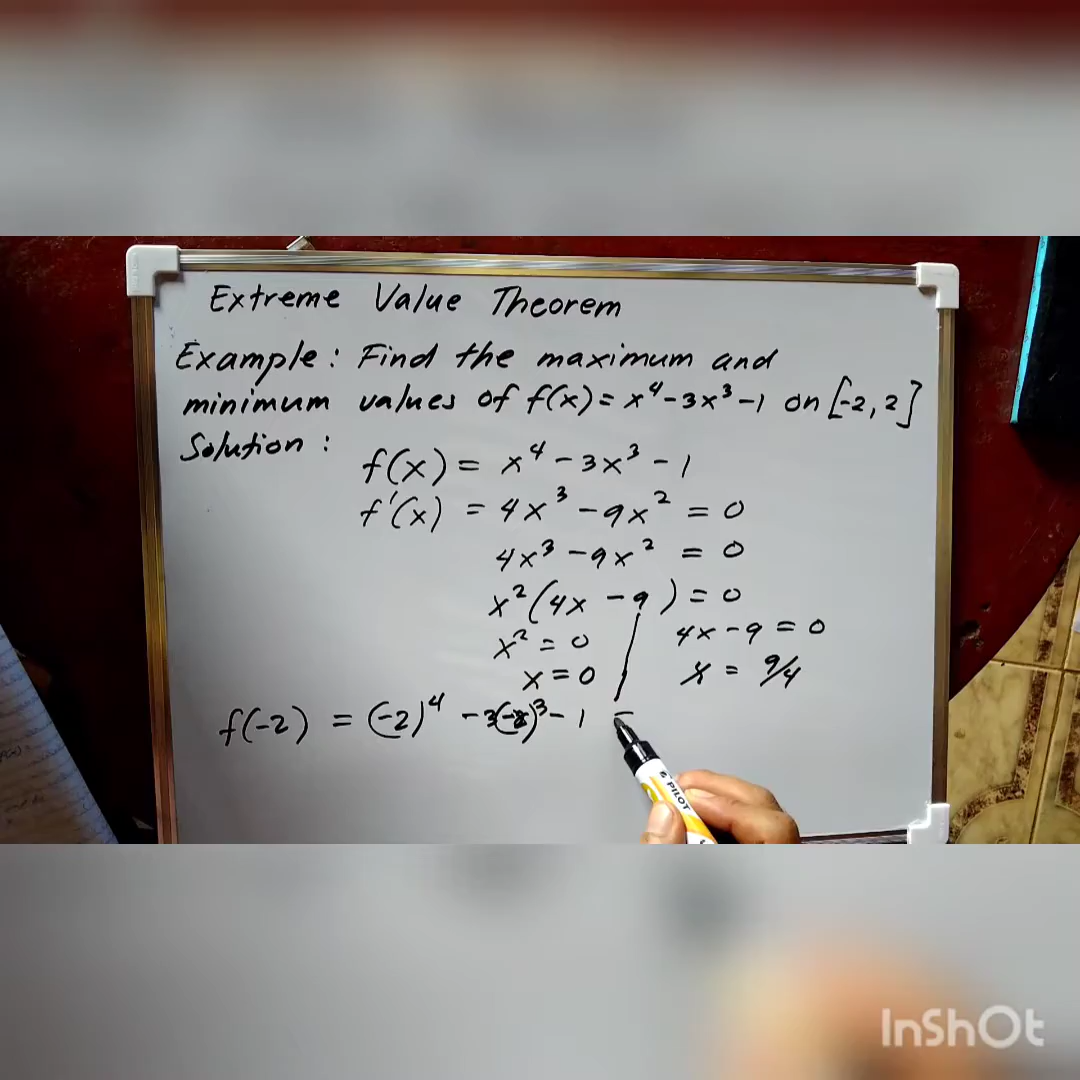 Extreme Value Theorem
Example: Find the maximum and
minimum values of f(x) = x⁴ - 3x³ - 1 on [-2, 2]
Solution:
f(x) = x⁴ - 3x³ - 1
f'(x) = 4x³ - 9x² = 0
4x³ - 9x² = 0
x²(4x - 9) = 0
x² = 0
4x - 9 = 0
x = 0
x = 9/4
f(-2) = (-2)⁴ - 3(-2)³ - 1 =
PILOT
InShOt